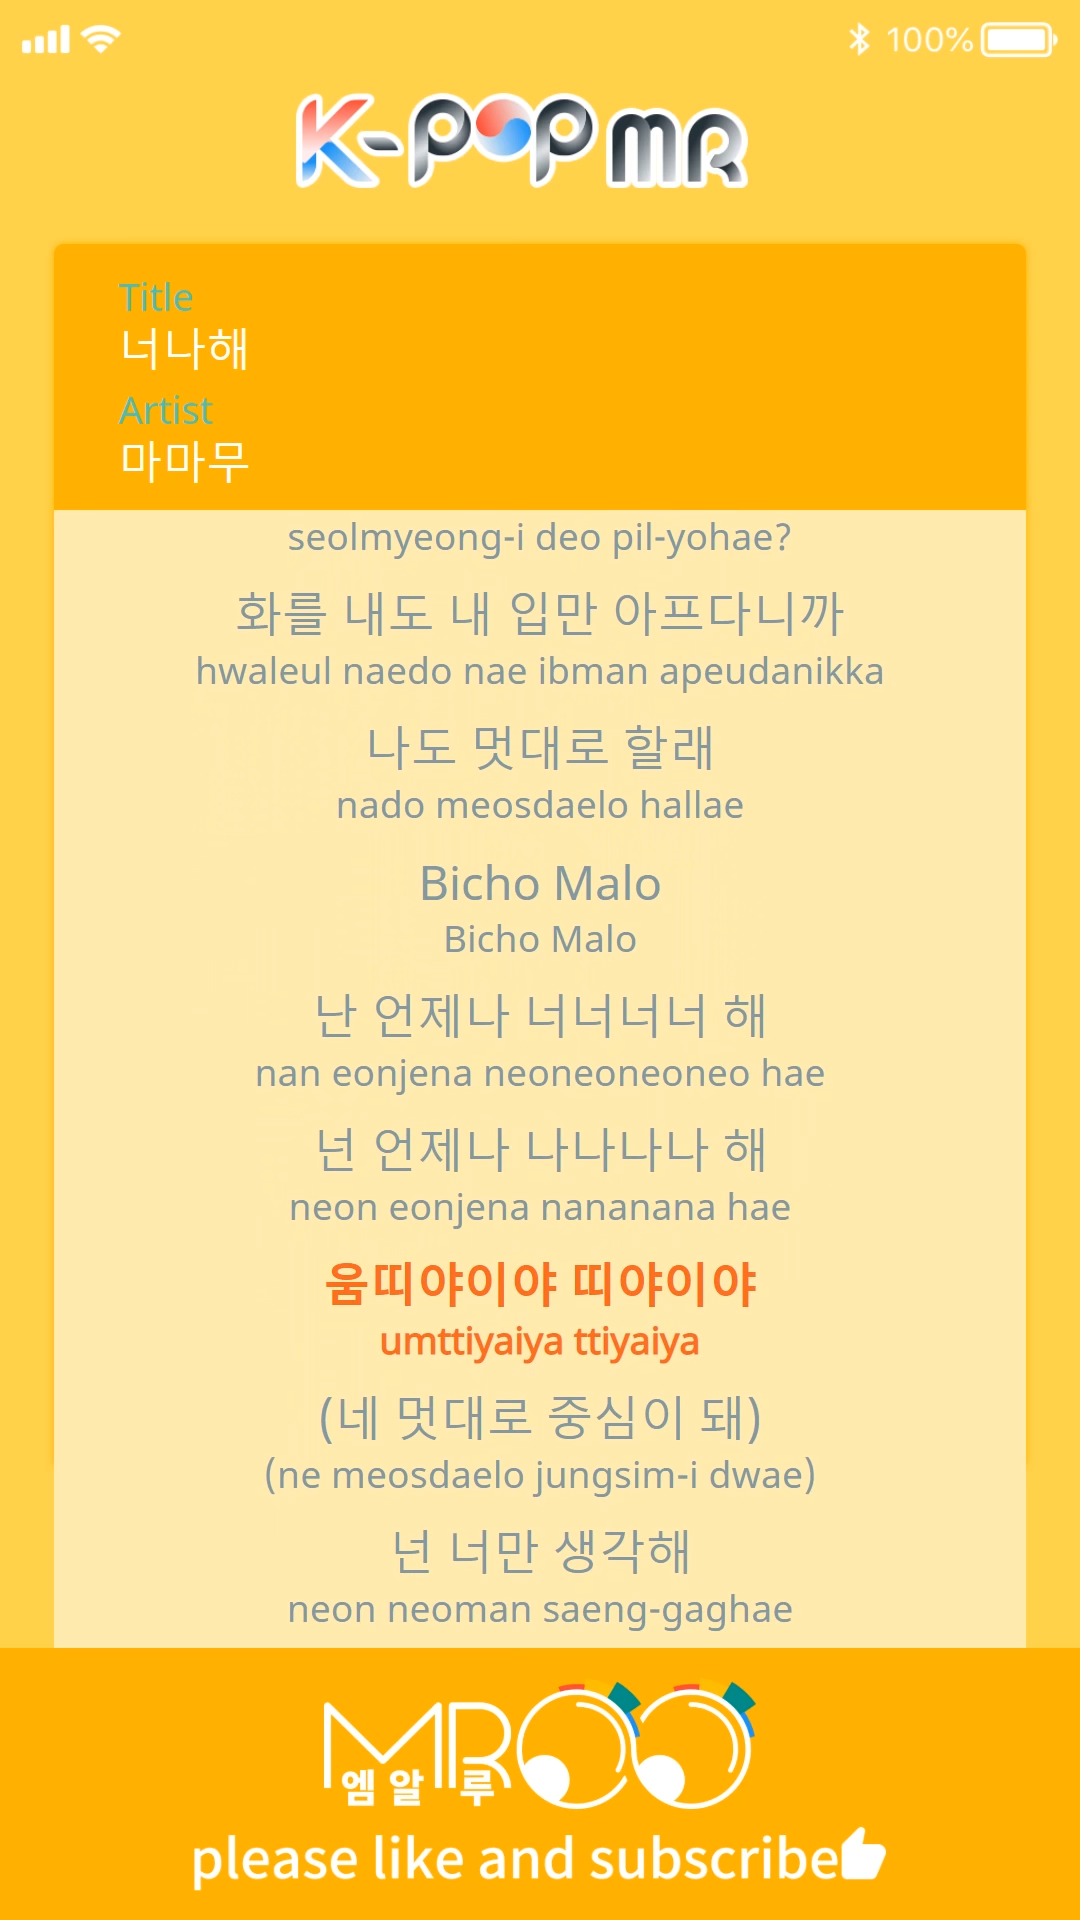 100%
K-POP MR
Title
너나해
Artist
마마무
seolmyeong-i deo pil-yohae?
화를 내도 내 입만 아프다니까
hwaleul naedo nae ibman apeudanikka
나도 멋대로 할래
nado meosdaelo hallae
Bicho Malo
Bicho Malo
난 언제나 너너너너 해
nan eonjena neoneoneoneo hae
넌 언제나 나나나나 해
neon eonjena nananana hae
움띠야이야 띠야이야
umttiyaiya ttiyaiya
(네 멋대로 중심이 돼)
(ne meosdaelo jungsim-i dwae)
넌 너만 생각해
neon neoman saeng-gaghae
MROO
엠알루
please like and subscribe